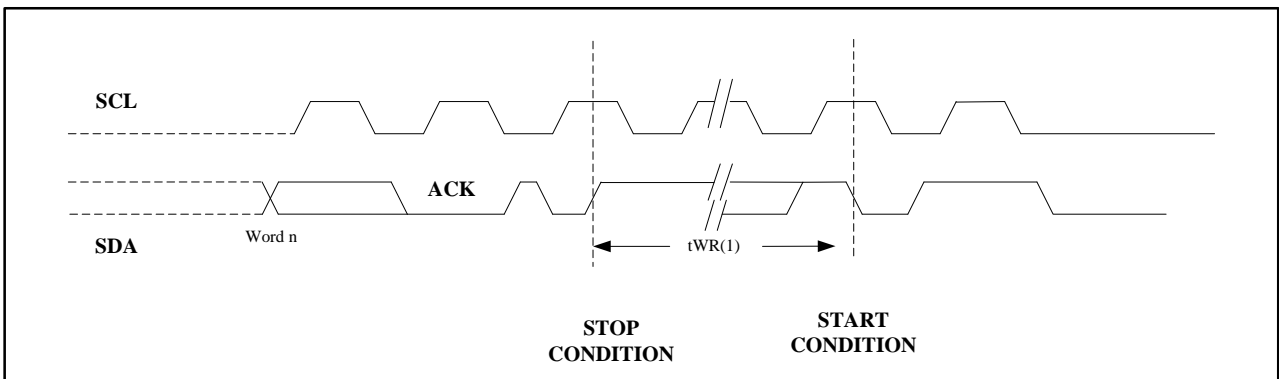 SCL
ACK
Word n
SDA
tWR(1)
STOP
CONDITION
START
CONDITION